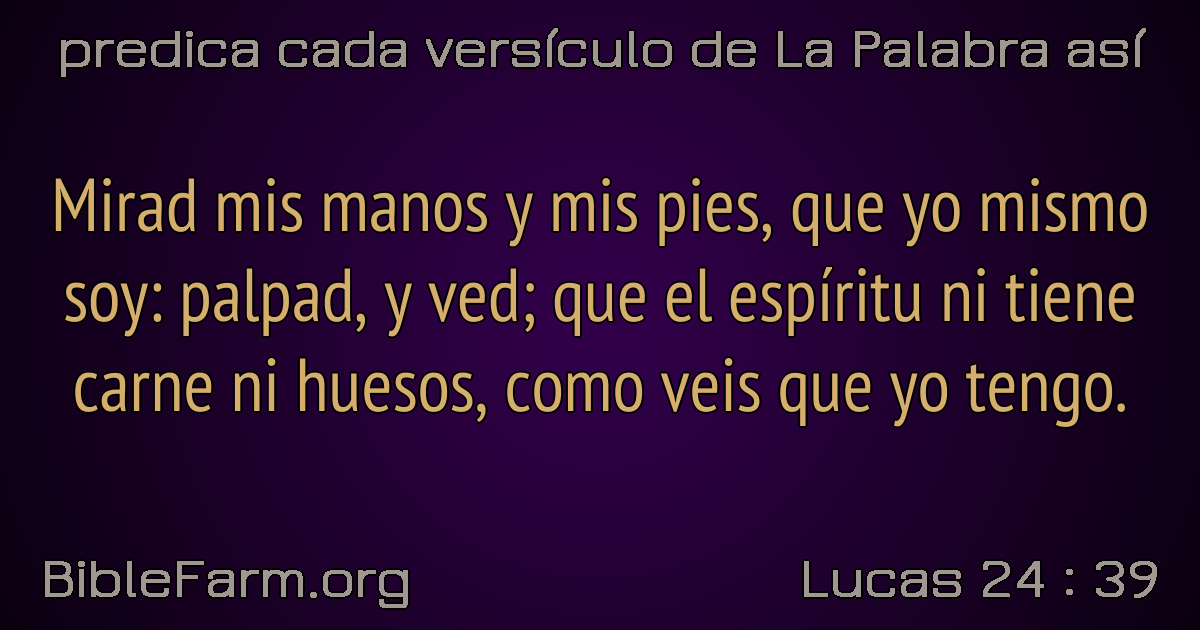 predica cada versículo de La Palabra así
Mirad mis manos y mis pies, que yo mismo
soy: palpad, y ved; que el espíritu ni tiene
carne ni huesos, como veis que yo tengo.
BibleFarm.org
Lucas 24 : 39